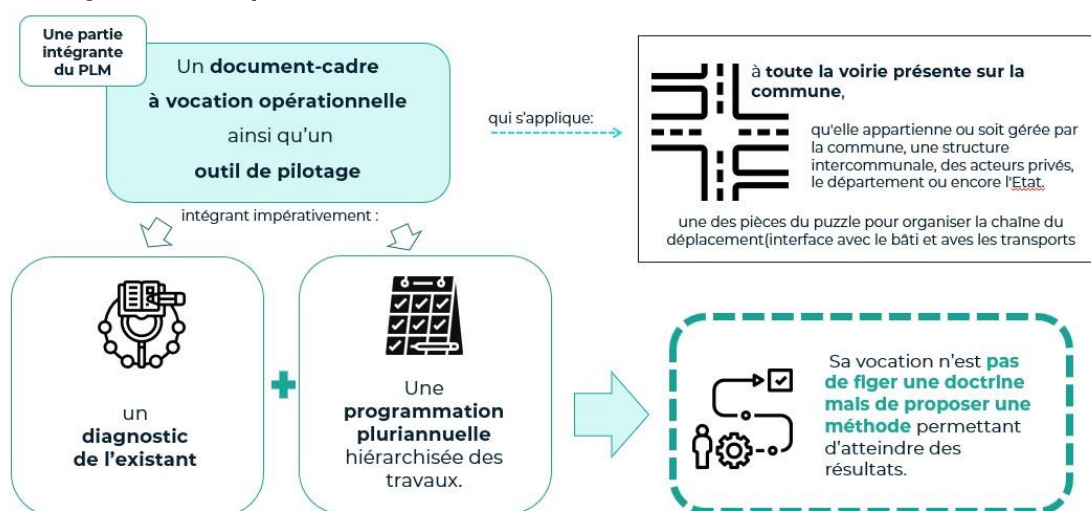 Une partie
intégrante
du PLM
Un document-cadre
à vocation opérationnelle
ainsi qu'un
outil de pilotage
qui s'applique:
à toute la voirie présente sur la
commune,
qu'elle appartienne ou soit gérée par
la commune, une structure
intercommunale, des acteurs privés,
le département ou encore l'Etat.
une des pièces du puzzle pour organiser la chaîne du
déplacement(interface avec le bâti et aves les transports
intégrant impérativement :
un
diagnostic
de l'existant
Une
programmation
pluriannuelle
hiérarchisée des
travaux.
Sa vocation n'est pas
de figer une doctrine
mais de proposer une
méthode permettant
d'atteindre des
résultats.